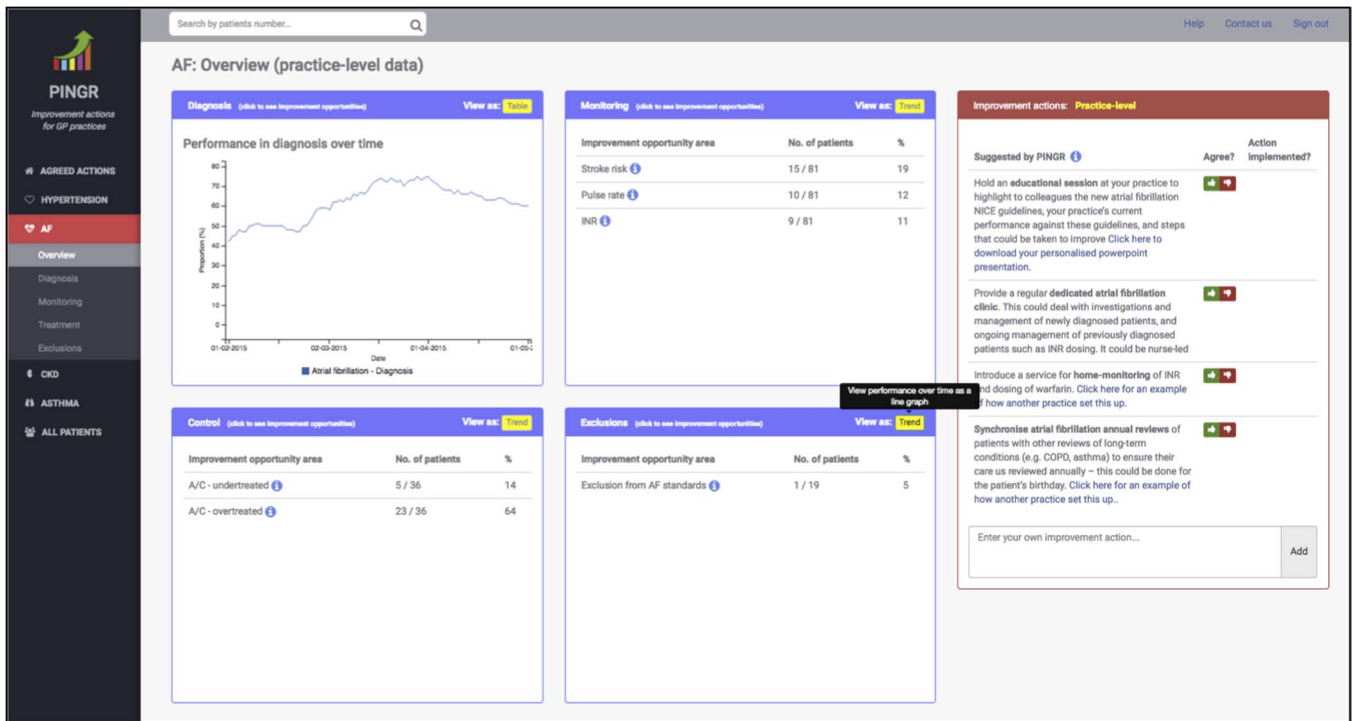 PINGR
Improvement actions
for GP practices
AGREED ACTIONS
HYPERTENSION
AF
Overview
Diagnosis
Monitoring
Treatment
Exclusions
CKD
ASTHMA
ALL PATIENTS
Search by patients number...
Help Contact us Sign out
AF: Overview (practice-level data)
Diagnosis (click to see improvement opportunities) View as: Table
Performance in diagnosis over time
80
70
60
50
40
30
20
10
0
Proportion (%)
01-02-2015 02-03-2015 01-04-2015 01-05-2
Date
Atrial fibrillation - Diagnosis
Monitoring (click to see improvement opportunities) View as: Trend
Improvement opportunity area No. of patients %
Stroke risk 15 / 81 19
Pulse rate 10 / 81 12
INR 9 / 81 11
Control (click to see improvement opportunities) View as: Trend
Improvement opportunity area No. of patients %
A/C - undertreated 5 / 36 14
A/C - overtreated 23 / 36 64
View performance over time as a
line graph
Exclusions (click to see improvement opportunities) View as: Trend
Improvement opportunity area No. of patients %
Exclusion from AF standards 1 / 19 5
Improvement actions: Practice-level
Suggested by PINGR Agree? Action
Implemented?
Hold an educational session at your practice to
highlight to colleagues the new atrial fibrillation
NICE guidelines, your practice's current
performance against these guidelines, and steps
that could be taken to improve Click here to
download your personalised powerpoint
presentation.
Provide a regular dedicated atrial fibrillation
clinic. This could deal with investigations and
management of newly diagnosed patients, and
ongoing management of previously diagnosed
patients such as INR dosing. It could be nurse-led
Introduce a service for home-monitoring of INR
and dosing of warfarin. Click here for an example
of how another practice set this up.
Synchronise atrial fibrillation annual reviews of
patients with other reviews of long-term
conditions (e.g. COPD, asthma) to ensure their
care us reviewed annually – this could be done for
the patient's birthday. Click here for an example of
how another practice set this up..
Enter your own improvement action...
Add